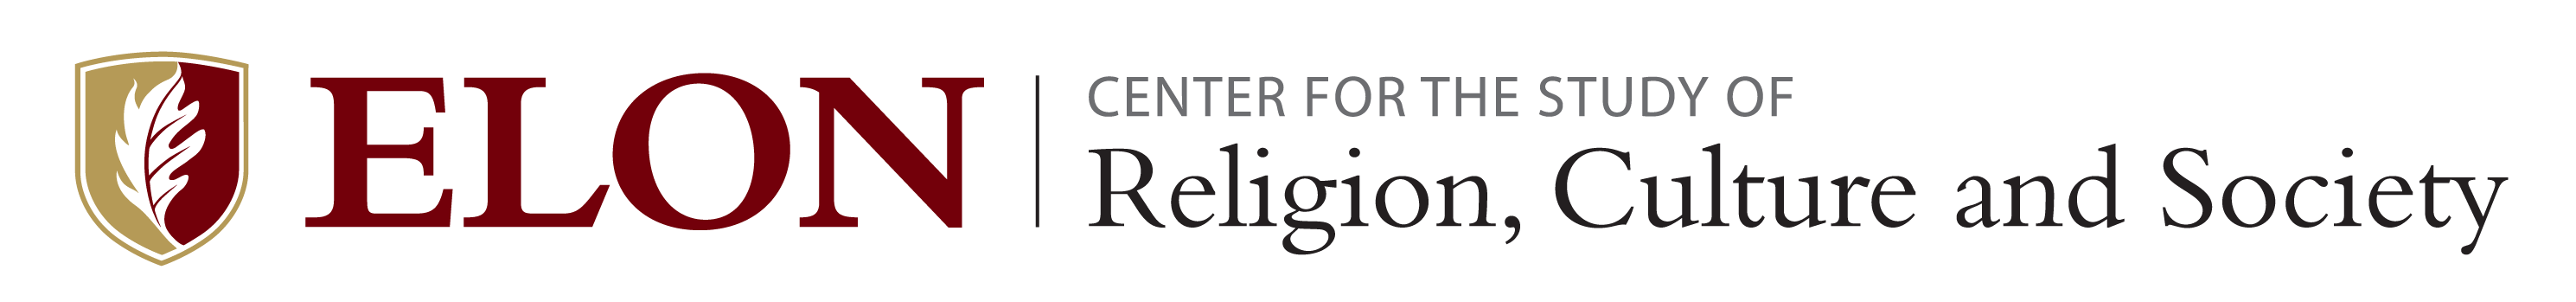 ELON
CENTER FOR THE STUDY OF
Religion, Culture and Society